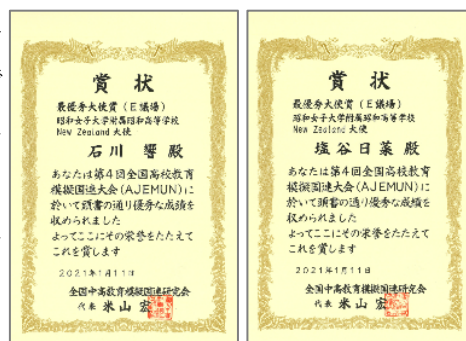 賞状
最優秀大使賞（E議場）
昭和女子大学附属昭和高等学校
New Zealand 大使
石川 響 殿
あなたは第4回全国高校教育
模擬国連大会(AJEMUN)に
於いて頭書の通り優秀な成績を
収められました
よってここにその栄誉をたたえて
これを賞します
2021年1月11日
全国中高教育模擬国連研究会
代表 米山 宏
賞状
最優秀大使賞（E議場）
昭和女子大学附属昭和高等学校
New Zealand 大使
塩谷日菜 殿
あなたは第4回全国高校教育
模擬国連大会(AJEMUN)に
於いて頭書の通り優秀な成績を
収められました
よってここにその栄誉をたたえて
これを賞します
2021年1月11日
全国中高教育模擬国連研究会
代表 米山 宏